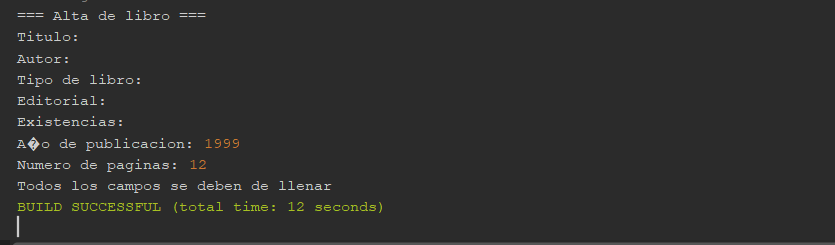 === Alta de libro ===
Titulo:
Autor:
Tipo de libro:
Editorial:
Existencias:
A�o de publicacion: 1999
Numero de paginas: 12
Todos los campos se deben de llenar
BUILD SUCCESSFUL (total time: 12 seconds)